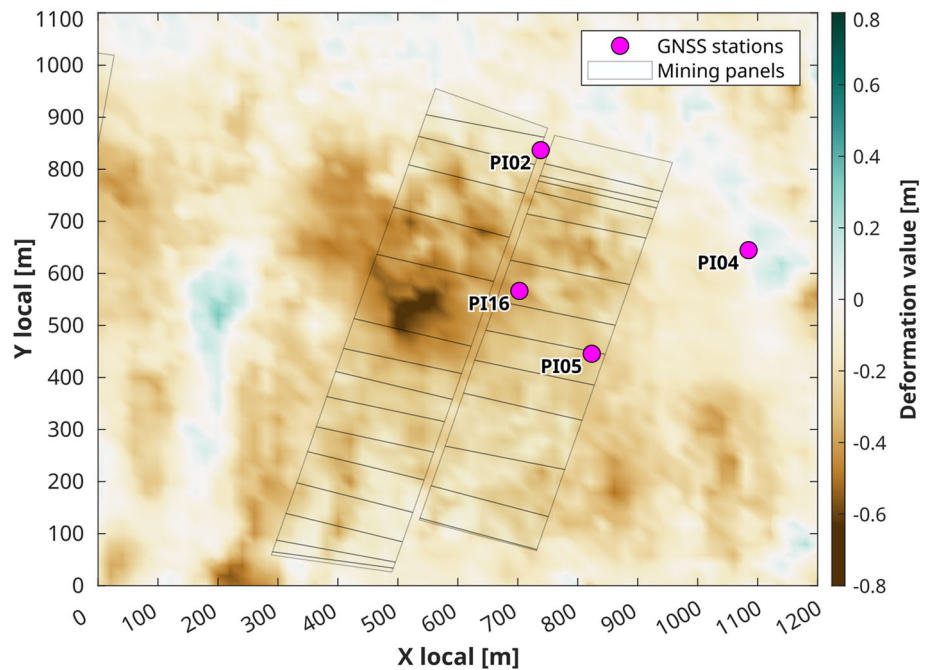 1100
1000
900
800
700
600
500
400
300
200
100
0
Y local [m]
0 100 200 300 400 500 600 700 800 900 1000 1100 1200
X local [m]
GNSS stations
Mining panels
PI02
PI04
PI16
PI05
0.8
0.6
0.4
0.2
0
-0.2
-0.4
-0.6
-0.8
Deformation value [m]